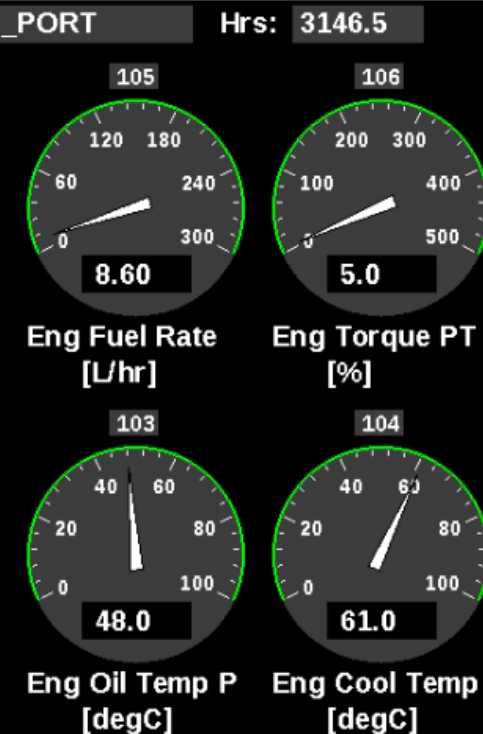 _PORT Hrs: 3146.5
105 106
120 180 200 300
60 240 100 400
0 300 0 500
8.60 5.0
Eng Fuel Rate Eng Torque PT
[L/hr] [%]
103 104
40 60 40 60
20 80 20 80
0 100 0 100
48.0 61.0
Eng Oil Temp P Eng Cool Temp
[degC] [degC]